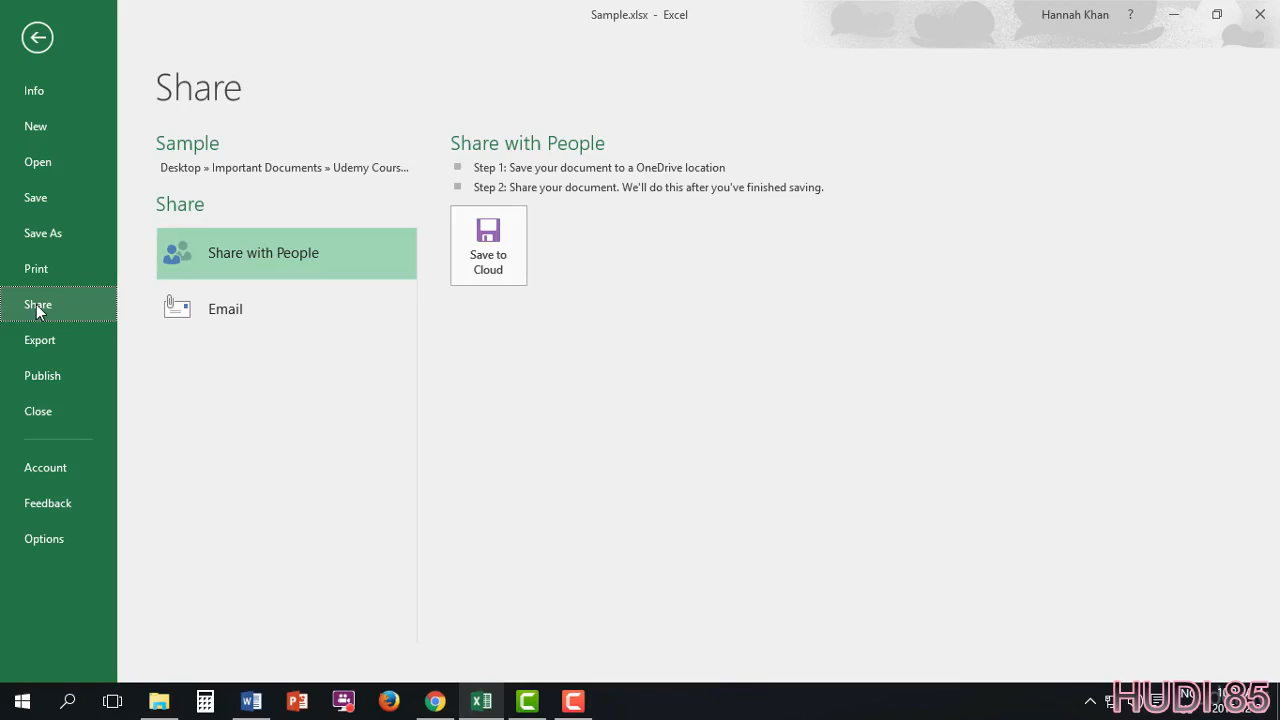 Sample.xlsx - Excel
Hannah Khan
?
Info
New
Open
Save
Save As
Print
Share
Export
Publish
Close
Account
Feedback
Options
Share
Sample
Desktop » Important Documents » Udemy Cours...
Share
Share with People
Email
Share with People
Step 1: Save your document to a OneDrive location
Step 2: Share your document. We'll do this after you've finished saving.
Save to
Cloud
HUDI 85